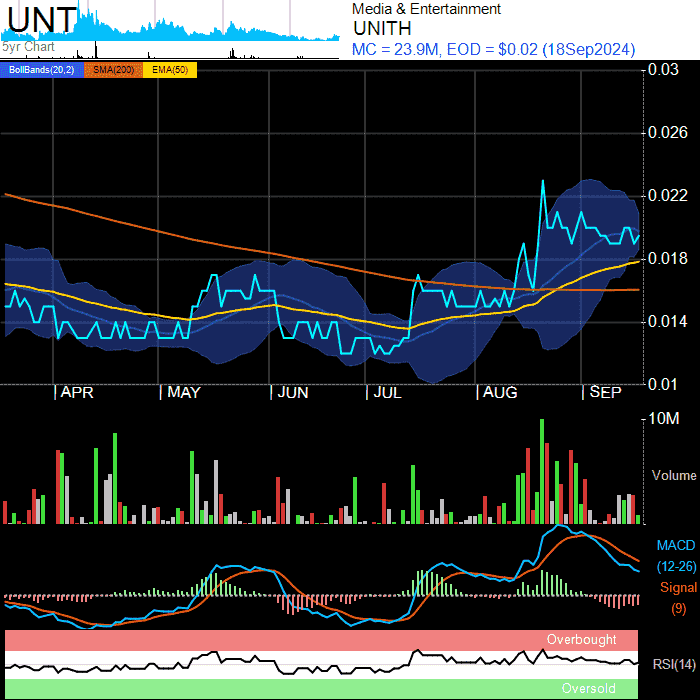 UNT
5yr Chart
Media & Entertainment
UNITH
MC = 23.9M, EOD = $0.02 (18Sep2024)
BollBands(20,2) SMA(200) EMA(50)
0.03
0.026
0.022
0.018
0.014
0.01
APR MAY JUN JUL AUG SEP
10M
Volume
MACD
(12-26)
Signal
(9)
Overbought
RSI(14)
Oversold